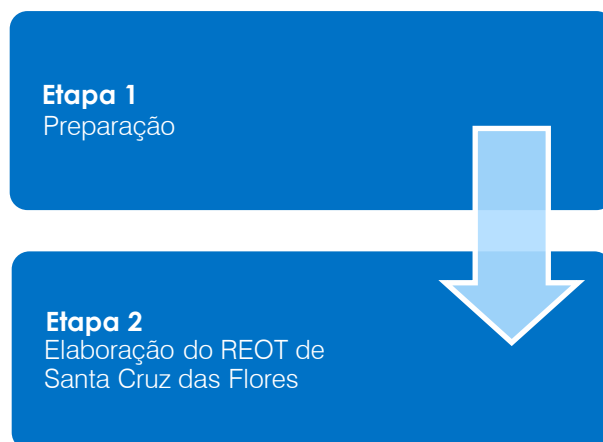 Etapa 1
Preparação
Etapa 2
Elaboração do REOT de
Santa Cruz das Flores